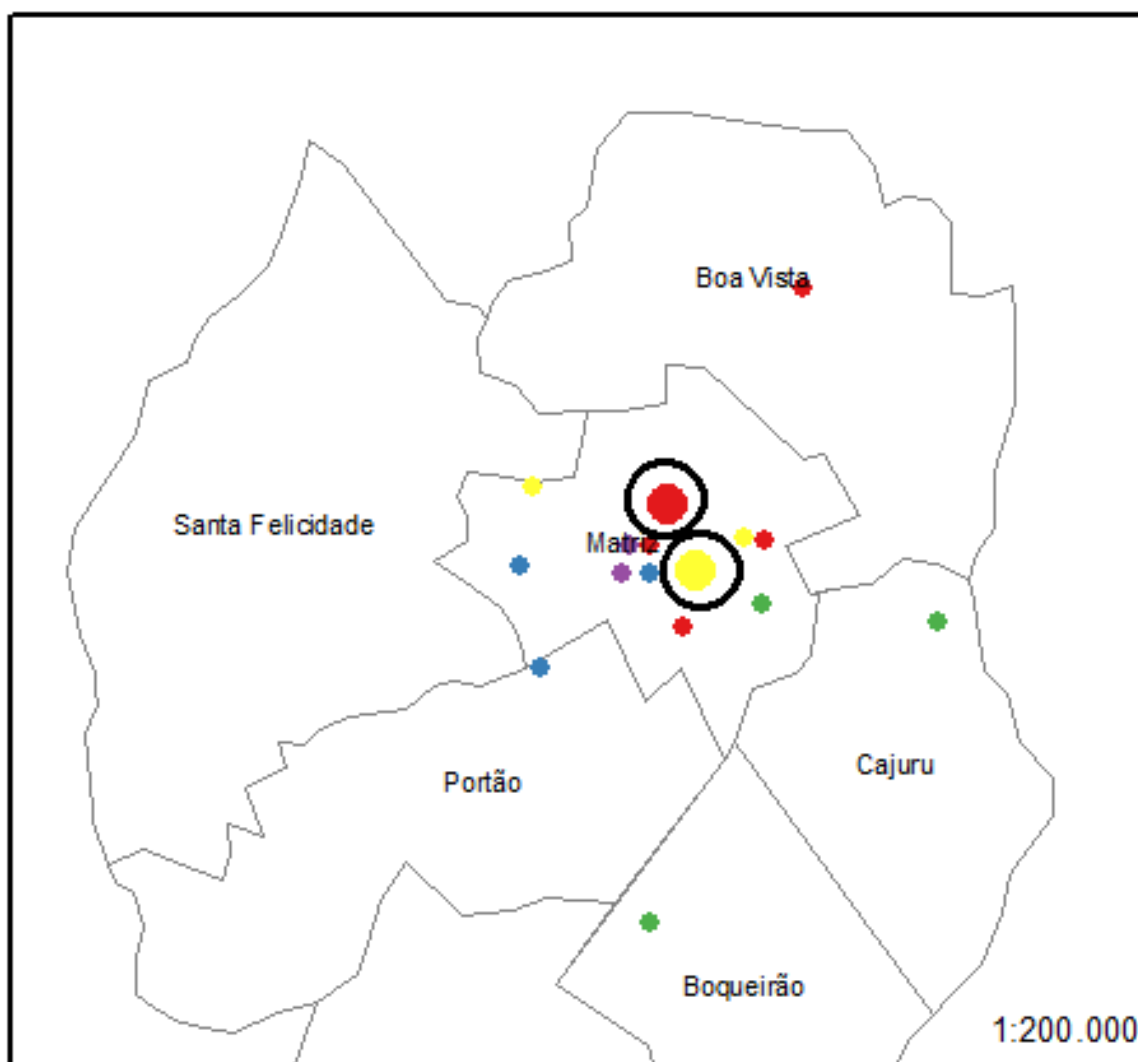 Boa Vista
Santa Felicidade
Matriz
Cajuru
Portão
Boqueirão
1:200.000